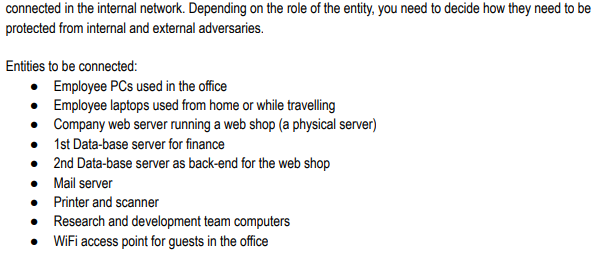 connected in the internal network. Depending on the role of the entity, you need to decide how they need to be
protected from internal and external adversaries.
Entities to be connected:
● Employee PCs used in the office
● Employee laptops used from home or while travelling
● Company web server running a web shop (a physical server)
● 1st Data-base server for finance
● 2nd Data-base server as back-end for the web shop
● Mail server
● Printer and scanner
● Research and development team computers
● WiFi access point for guests in the office